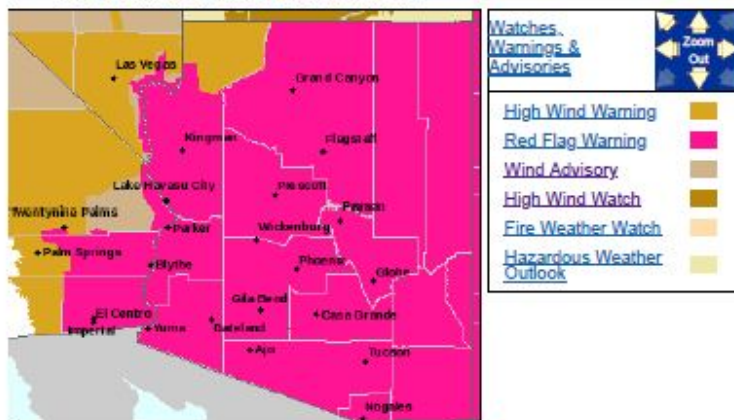 Las Vegas
Grand Canyon
Kingman
Flagstaff
Lake Havasu City
Prescott
Twentynine Palms
Payson
Parker
Wickenburg
Palm Springs
Blythe
Phoenix
Globe
Gila Bend
El Centro
Casa Grande
Imperial
Yuma
Dateland
Ajo
Tucson
Nogales
Watches,
Warnings &
Advisories
Zoom
Out
High Wind Warning
Red Flag Warning
Wind Advisory
High Wind Watch
Fire Weather Watch
Hazardous Weather
Outlook